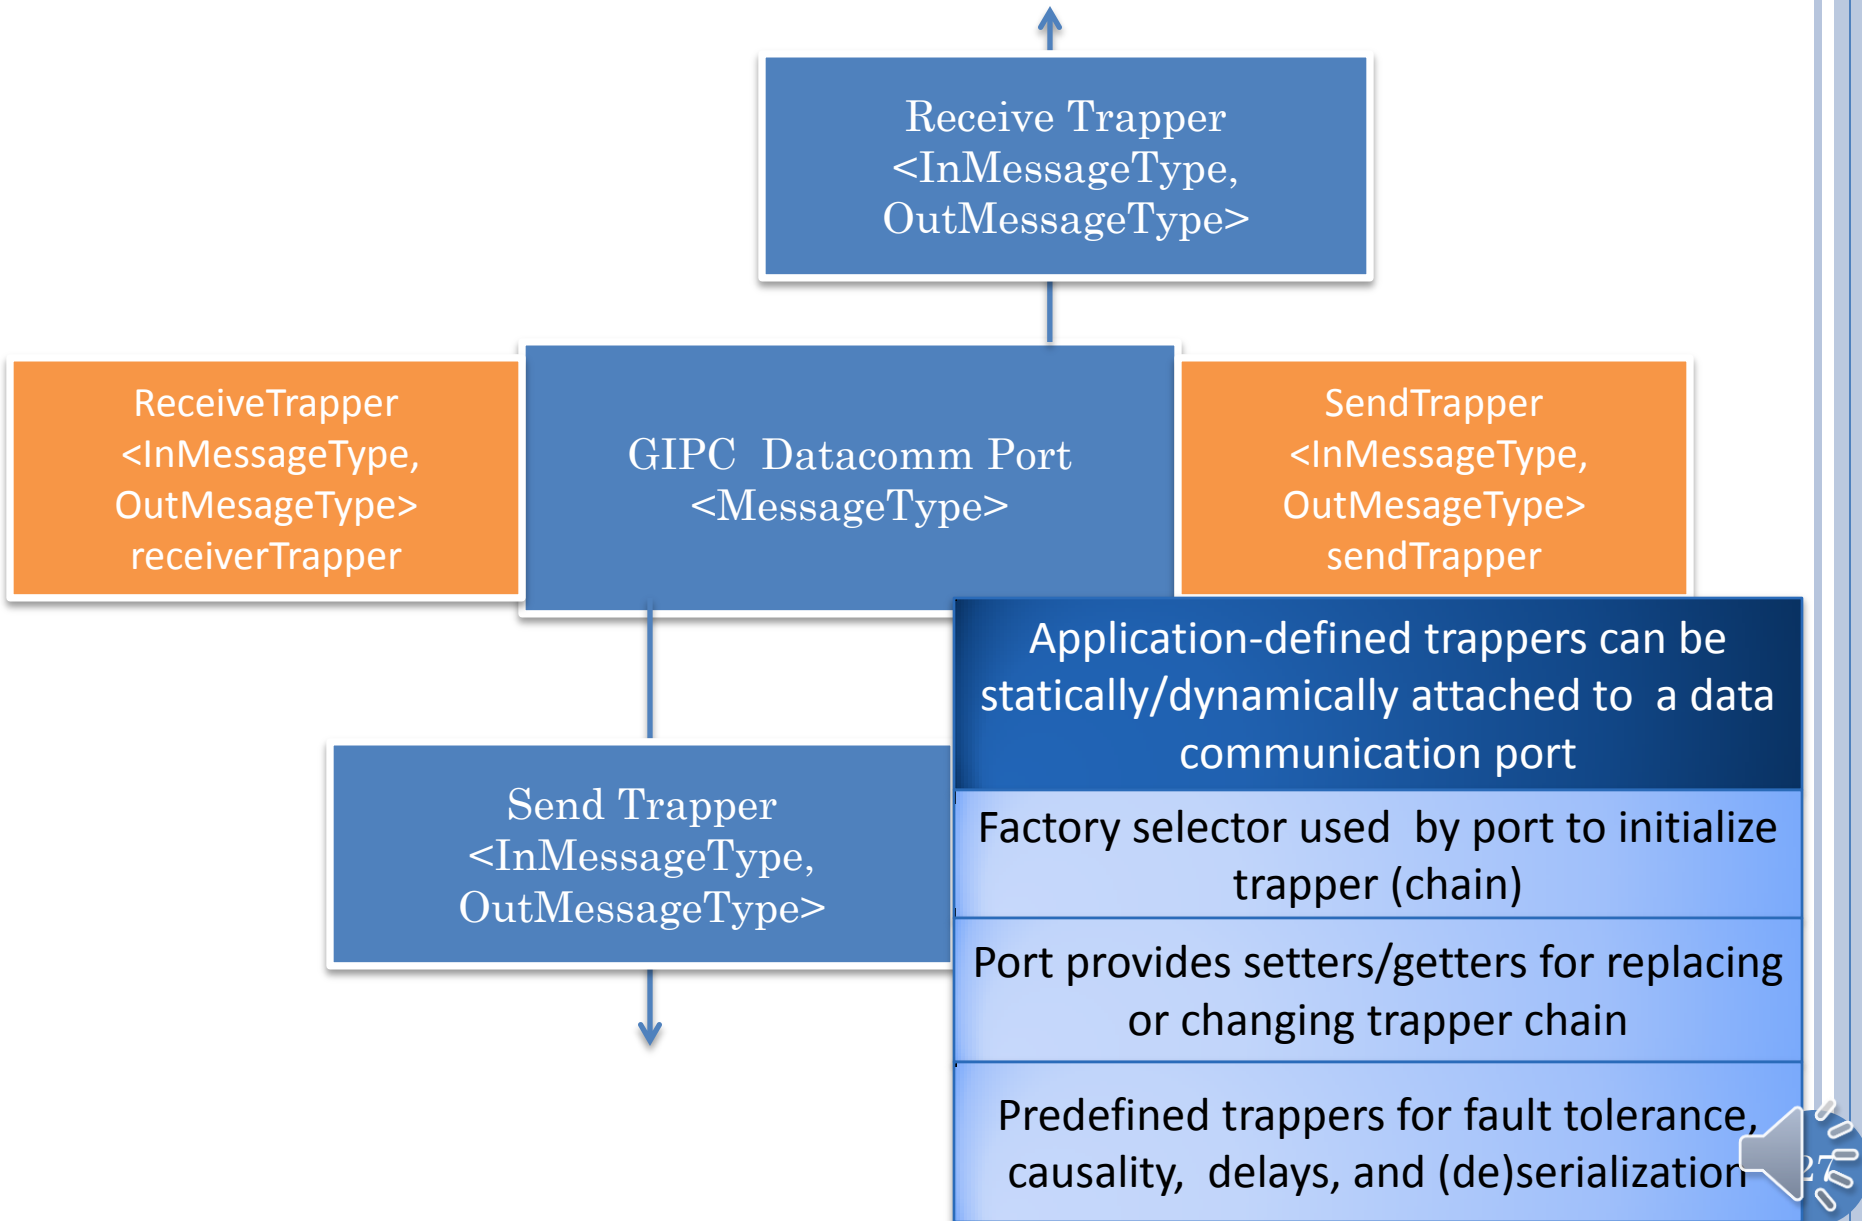 Receive Trapper
<InMessageType,
OutMessageType>
ReceiveTrapper
<InMessageType,
OutMesageType>
receiverTrapper
GIPC  Datacomm Port
<MessageType>
SendTrapper
<InMessageType,
OutMesageType>
sendTrapper
Send Trapper
<InMessageType,
OutMessageType>
Application-defined trappers can be
statically/dynamically attached to  a data
communication port
Factory selector used  by port to initialize
trapper (chain)
Port provides setters/getters for replacing
or changing trapper chain
Predefined trappers for fault tolerance,
causality,  delays, and (de)serialization
27